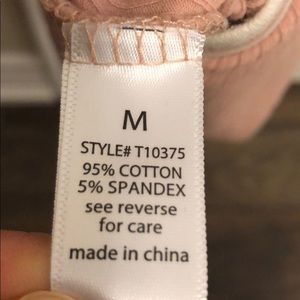 M
STYLE# T10375
95% COTTON
5% SPANDEX
see reverse
for care
made in china